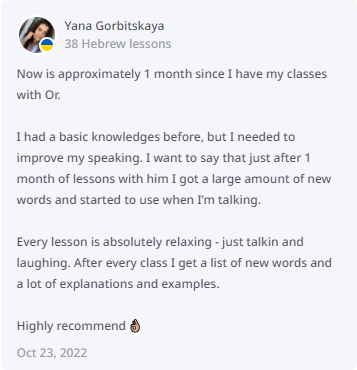 Yana Gorbitskaya
38 Hebrew lessons
Now is approximately 1 month since I have my classes
with Or.
I had a basic knowledges before, but I needed to
improve my speaking. I want to say that just after 1
month of lessons with him I got a large amount of new
words and started to use when I’m talking.
Every lesson is absolutely relaxing - just talkin and
laughing. After every class I get a list of new words and
a lot of explanations and examples.
Highly recommend 👌🏼
Oct 23, 2022